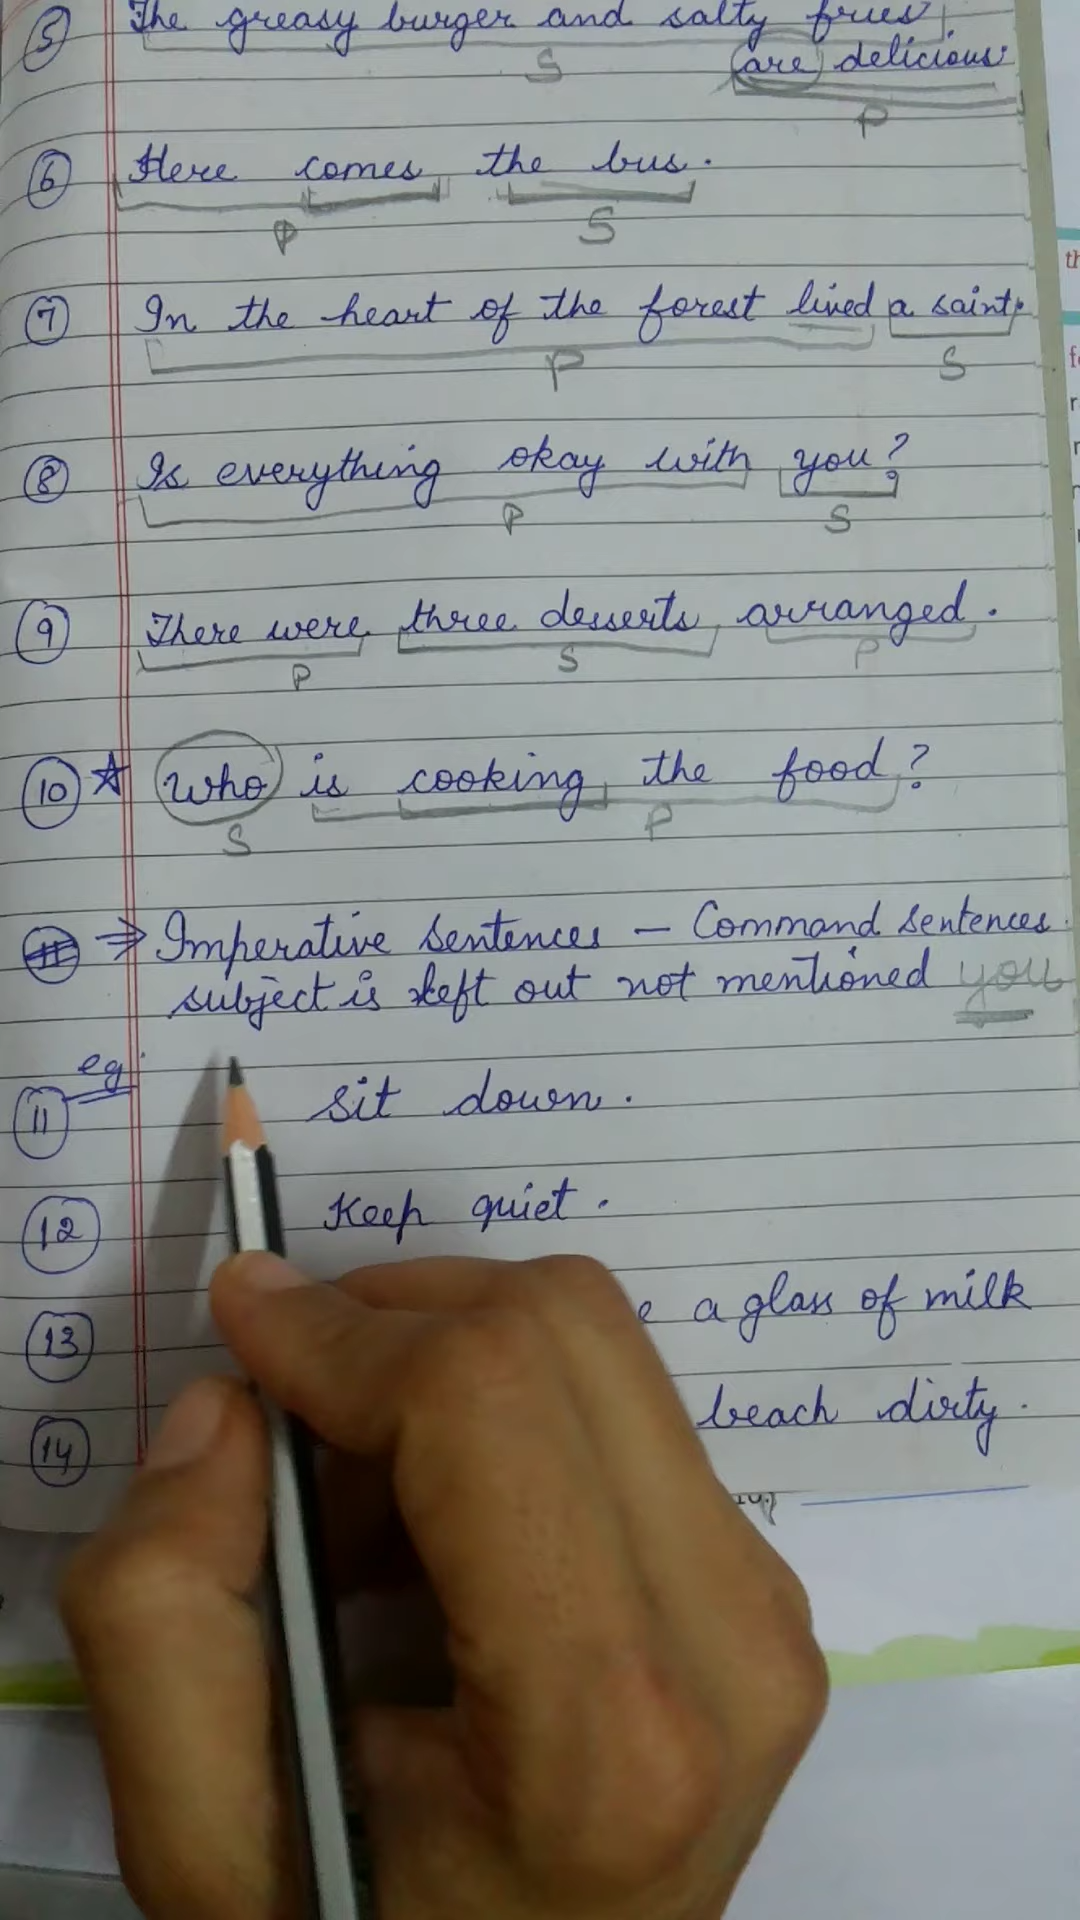 5 The greasy burger and salty fries
are delicious.
S
P
6 Here comes the bus.
P S
7 In the heart of the forest lived a saint.
P S
8 Is everything okay with you?
P S
9 There were three desserts arranged.
P S P
10 ☆ Who is cooking the food?
S P
⇒ Imperative sentences – Command sentences
subject is left out not mentioned you
eg
11 sit down.
12 Keep quiet.
13 a glass of milk
14 beach dirty.